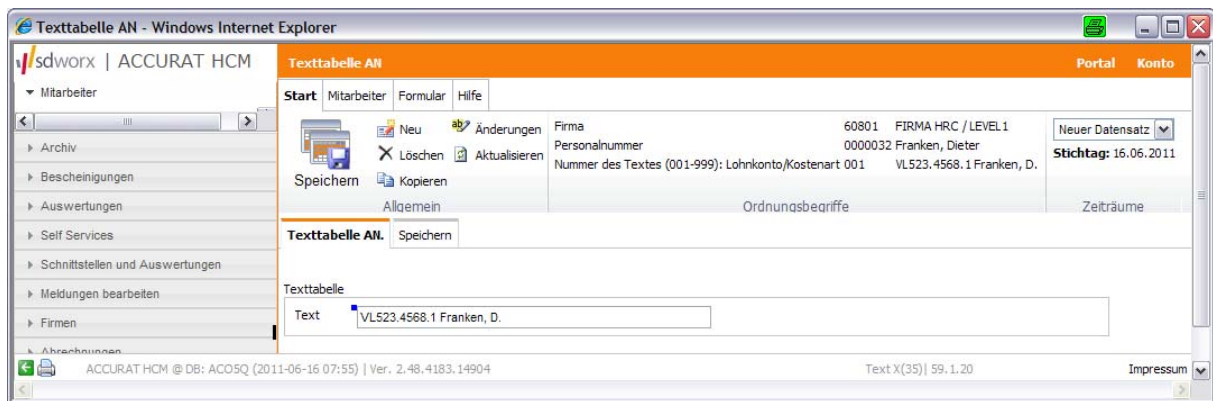 Texttabelle AN - Windows Internet Explorer
sdworx | ACCURAT HCM
Texttabelle AN
Portal Konto
Mitarbeiter
Start Mitarbeiter Formular Hilfe
Archiv
Bescheinigungen
Auswertungen
Self Services
Schnittstellen und Auswertungen
Meldungen bearbeiten
Firmen
Abrechnungen
Speichern
Neu
Löschen
Kopieren
Änderungen
Aktualisieren
Allgemein
Firma 60801 FIRMA HRC / LEVEL1
Personalnummer 0000032 Franken, Dieter
Nummer des Textes (001-999): Lohnkonto/Kostenart 001 VL523.4568.1 Franken, D.
Ordnungsbegriffe
Neuer Datensatz
Stichtag: 16.06.2011
Zeiträume
Texttabelle AN. Speichern
Texttabelle
Text VL523.4568.1 Franken, D.
ACCURAT HCM @ DB: ACO5Q (2011-06-16 07:55) | Ver. 2.48.4183.14904
Text X(35)| 59.1.20
Impressum